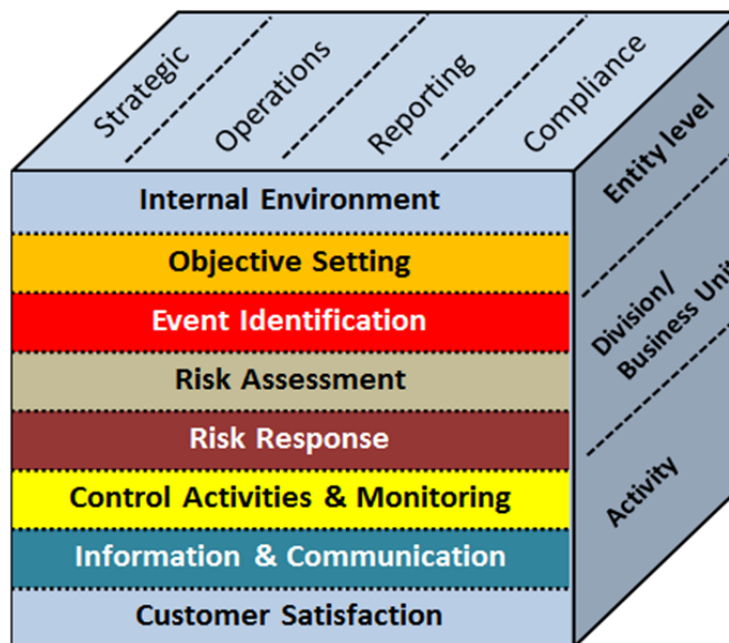 Strategic
Operations
Reporting
Compliance
Internal Environment
Objective Setting
Event Identification
Risk Assessment
Risk Response
Control Activities & Monitoring
Information & Communication
Customer Satisfaction
Entity level
Division/
Business Unit
Activity